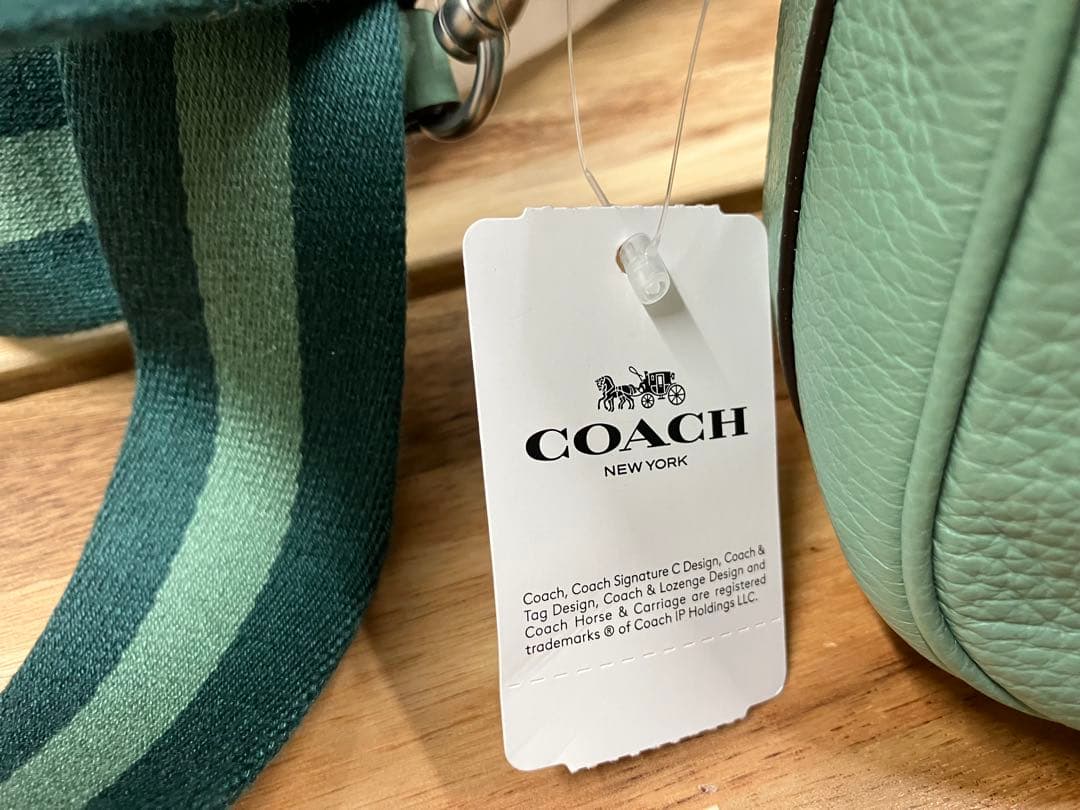 COACH
NEW YORK
Coach, Coach Signature C Design, Coach &
Tag Design, Coach & Lozenge Design and
Coach Horse & Carriage are registered
trademarks ® of Coach IP Holdings LLC.